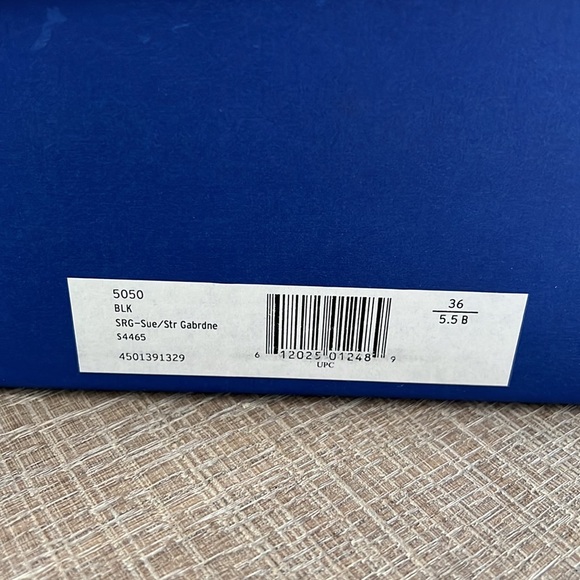 5050
BLK
SRG-Sue/Str Gabrdne
S4465
4501391329
6 12025 01248 9
UPC
36
5.5 B